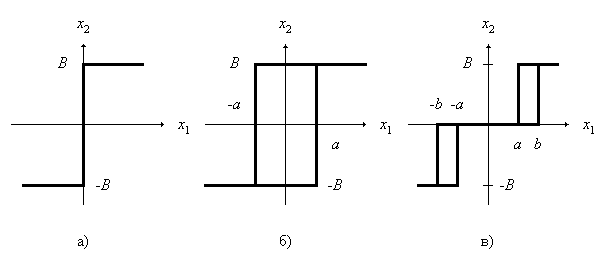 x₂ x₂ x₂
B B B
-a -b -a
x₁ x₁ x₁
a a b
-B -B -B
а) б) в)